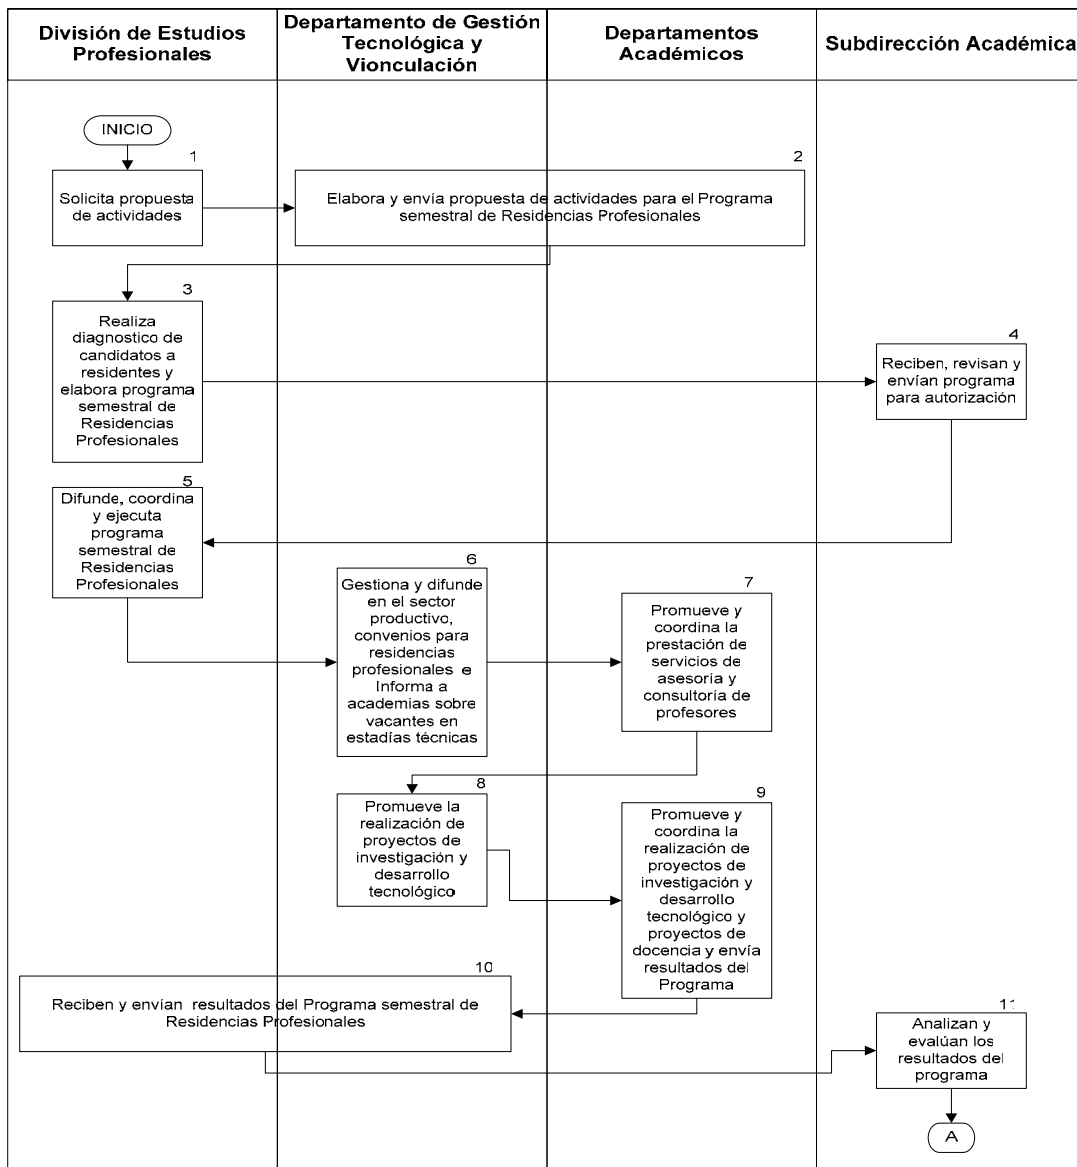 División de Estudios
Profesionales
Departamento de Gestión
Tecnológica y
Vionculación
Departamentos
Académicos
Subdirección Académica
INICIO
1
Solicita propuesta
de actividades
2
Elabora y envía propuesta de actividades para el Programa
semestral de Residencias Profesionales
3
Realiza
diagnostico de
candidatos a
residentes y
elabora programa
semestral de
Residencias
Profesionales
4
Reciben, revisan y
envían programa
para autorización
5
Difunde, coordina
y ejecuta
programa
semestral de
Residencias
Profesionales
6
Gestiona y difunde
en el sector
productivo,
convenios para
residencias
profesionales e
Informa a
academias sobre
vacantes en
estadías técnicas
7
Promueve y
coordina la
prestación de
servicios de
asesoría y
consultoría de
profesores
8
Promueve la
realización de
proyectos de
investigación y
desarrollo
tecnológico
9
Promueve y
coordina la
realización de
proyectos de
investigación y
desarrollo
tecnológico y
proyectos de
docencia y envía
resultados del
Programa
10
Reciben y envían resultados del Programa semestral de
Residencias Profesionales
11
Analizan y
evalúan los
resultados del
programa
A